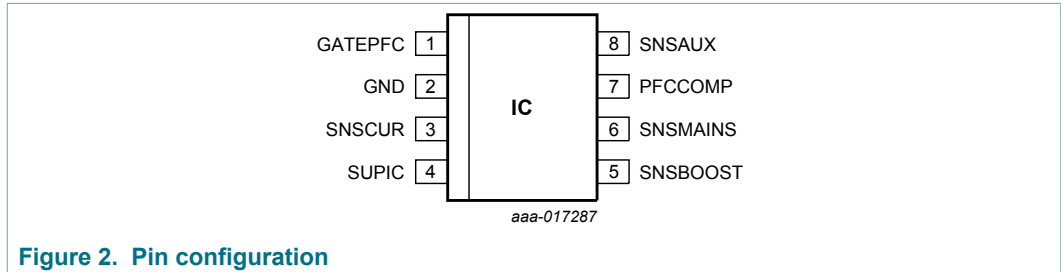 GATEPFC 1 8 SNSAUX
GND 2 7 PFCCOMP
IC
SNSCUR 3 6 SNSMAINS
SUPIC 4 5 SNSBOOST
aaa-017287
Figure 2. Pin configuration